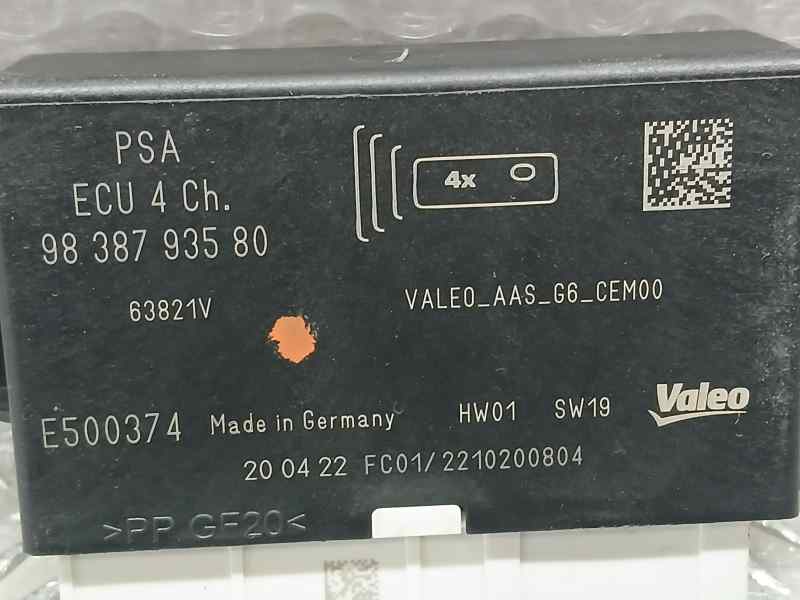 PSA
ECU 4 Ch.
98 387 935 80
4x
63821V
VALEO_AAS_G6_CEM00
E500374 Made in Germany HW01 SW19 Valeo
20 04 22 FC01/2210200804
>PP GF20<